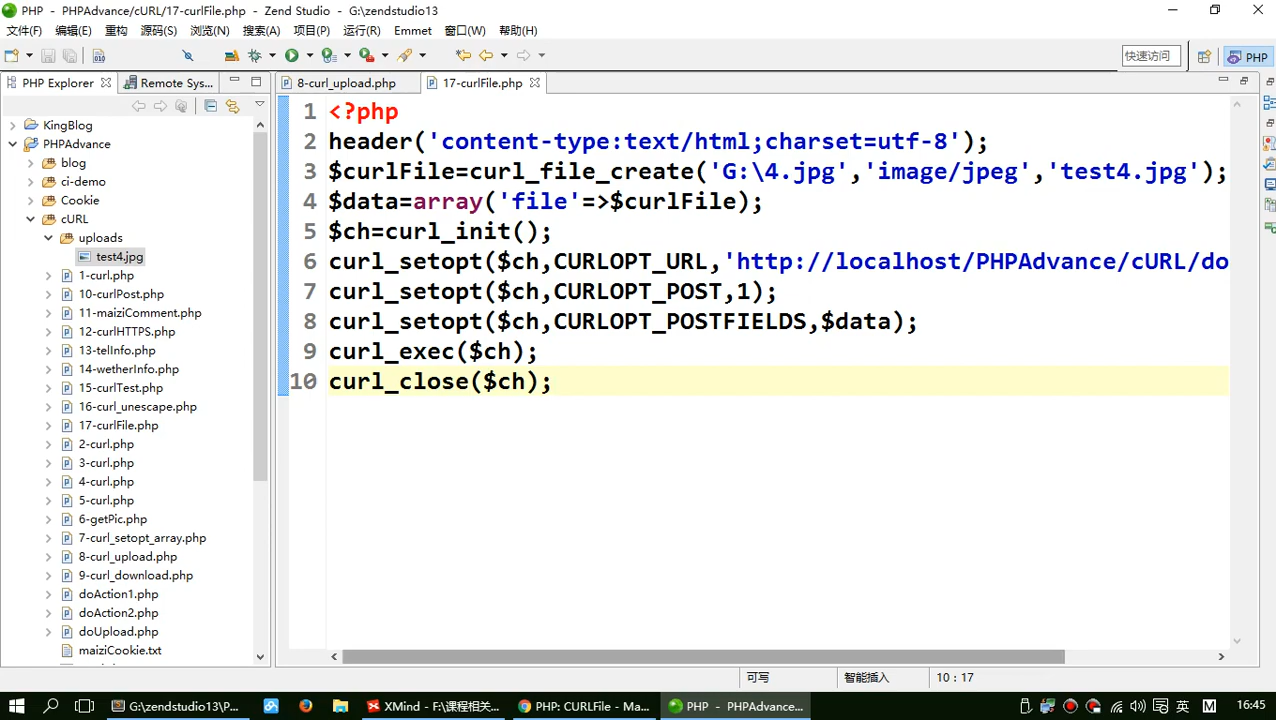 PHP - PHPAdvance/cURL/17-curlFile.php - Zend Studio - G:\zendstudio13
文件(F) 编辑(E) 重构 源码(S) 浏览(N) 搜索(A) 项目(P) 运行(R) Emmet 窗口(W) 帮助(H)
快速访问 PHP
PHP Explorer Remote Sys...
8-curl_upload.php 17-curlFile.php
KingBlog
PHPAdvance
blog
ci-demo
Cookie
cURL
uploads
test4.jpg
1-curl.php
10-curlPost.php
11-maiziComment.php
12-curlHTTPS.php
13-telInfo.php
14-wetherInfo.php
15-curlTest.php
16-curl_unescape.php
17-curlFile.php
2-curl.php
3-curl.php
4-curl.php
5-curl.php
6-getPic.php
7-curl_setopt_array.php
8-curl_upload.php
9-curl_download.php
doAction1.php
doAction2.php
doUpload.php
maiziCookie.txt
1 <?php
2 header('content-type:text/html;charset=utf-8');
3 $curlFile=curl_file_create('G:\4.jpg','image/jpeg','test4.jpg');
4 $data=array('file'=>$curlFile);
5 $ch=curl_init();
6 curl_setopt($ch,CURLOPT_URL,'http://localhost/PHPAdvance/cURL/do
7 curl_setopt($ch,CURLOPT_POST,1);
8 curl_setopt($ch,CURLOPT_POSTFIELDS,$data);
9 curl_exec($ch);
10 curl_close($ch);
可写 智能插入 10 : 17
G:\zendstudio13\P... XMind - F:\课程相关... PHP: CURLFile - Ma... PHP - PHPAdvance... 英 M 16:45